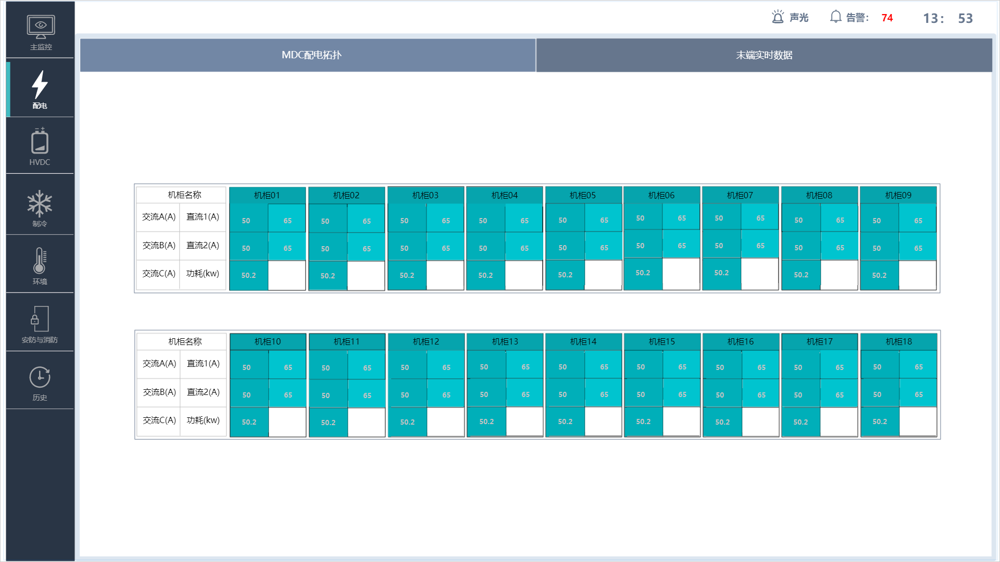 声光 告警： 74 13： 53
主监控
配电
− +
HVDC
制冷
环境
安防与消防
历史
MDC配电拓扑 末端实时数据
机柜名称 机柜01 机柜02 机柜03 机柜04 机柜05 机柜06 机柜07 机柜08 机柜09
交流A(A) 直流1(A) 50 65 50 65 50 65 50 65 50 65 50 65 50 65 50 65 50 65
交流B(A) 直流2(A) 50 65 50 65 50 65 50 65 50 65 50 65 50 65 50 65 50 65
交流C(A) 功耗(kw) 50.2 50.2 50.2 50.2 50.2 50.2 50.2 50.2 50.2
机柜名称 机柜10 机柜11 机柜12 机柜13 机柜14 机柜15 机柜16 机柜17 机柜18
交流A(A) 直流1(A) 50 65 50 65 50 65 50 65 50 65 50 65 50 65 50 65 50 65
交流B(A) 直流2(A) 50 65 50 65 50 65 50 65 50 65 50 65 50 65 50 65 50 65
交流C(A) 功耗(kw) 50.2 50.2 50.2 50.2 50.2 50.2 50.2 50.2 50.2